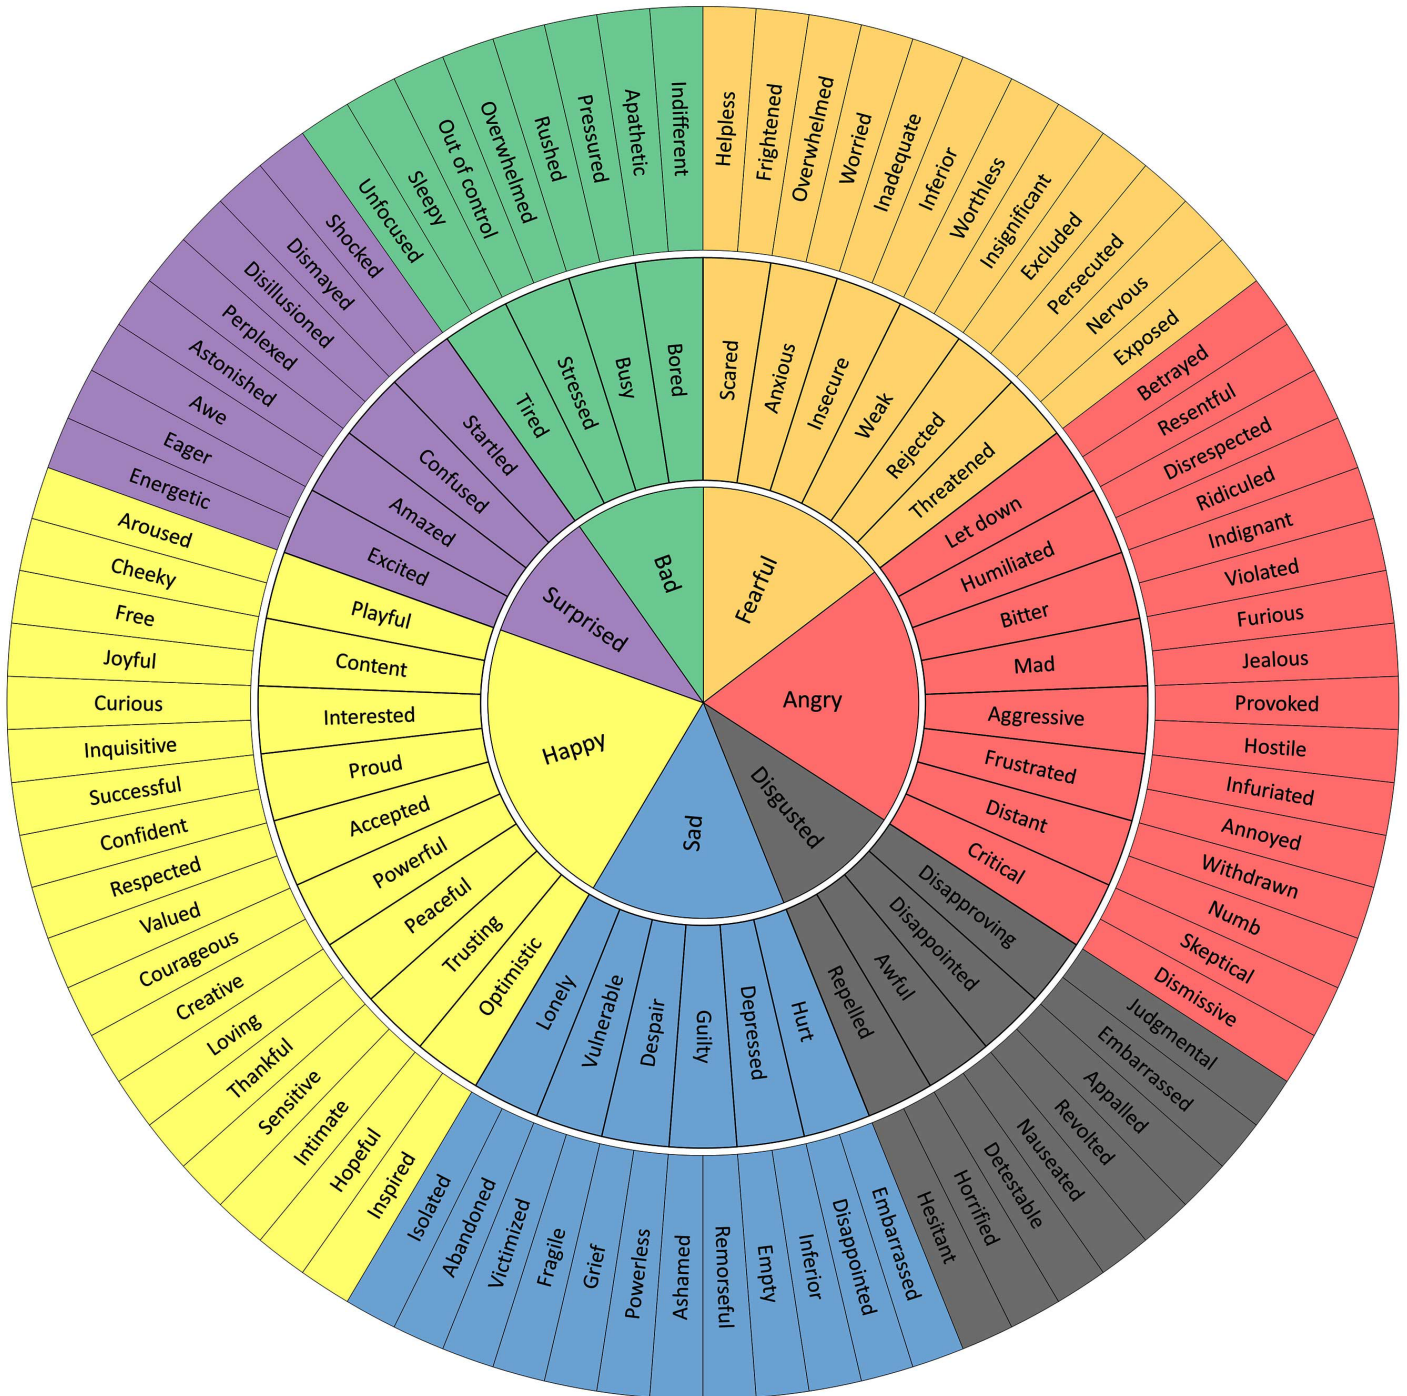 Fearful
Angry
Disgusted
Sad
Happy
Surprised
Bad
Scared
Anxious
Insecure
Weak
Rejected
Threatened
Let down
Humiliated
Bitter
Mad
Aggressive
Frustrated
Distant
Critical
Disapproving
Disappointed
Awful
Repelled
Hurt
Depressed
Guilty
Despair
Vulnerable
Lonely
Optimistic
Trusting
Peaceful
Powerful
Accepted
Proud
Interested
Content
Playful
Excited
Amazed
Confused
Startled
Tired
Stressed
Busy
Bored
Helpless
Frightened
Overwhelmed
Worried
Inadequate
Inferior
Worthless
Insignificant
Excluded
Persecuted
Nervous
Exposed
Betrayed
Resentful
Disrespected
Ridiculed
Indignant
Violated
Furious
Jealous
Provoked
Hostile
Infuriated
Annoyed
Withdrawn
Numb
Skeptical
Dismissive
Judgmental
Embarrassed
Appalled
Revolted
Nauseated
Detestable
Horrified
Hesitant
Embarrassed
Disappointed
Inferior
Empty
Remorseful
Ashamed
Powerless
Grief
Fragile
Victimized
Abandoned
Isolated
Inspired
Hopeful
Intimate
Sensitive
Thankful
Loving
Creative
Courageous
Valued
Respected
Confident
Successful
Inquisitive
Curious
Joyful
Free
Cheeky
Aroused
Energetic
Eager
Awe
Astonished
Perplexed
Disillusioned
Dismayed
Shocked
Unfocused
Sleepy
Out of control
Overwhelmed
Rushed
Pressured
Apathetic
Indifferent